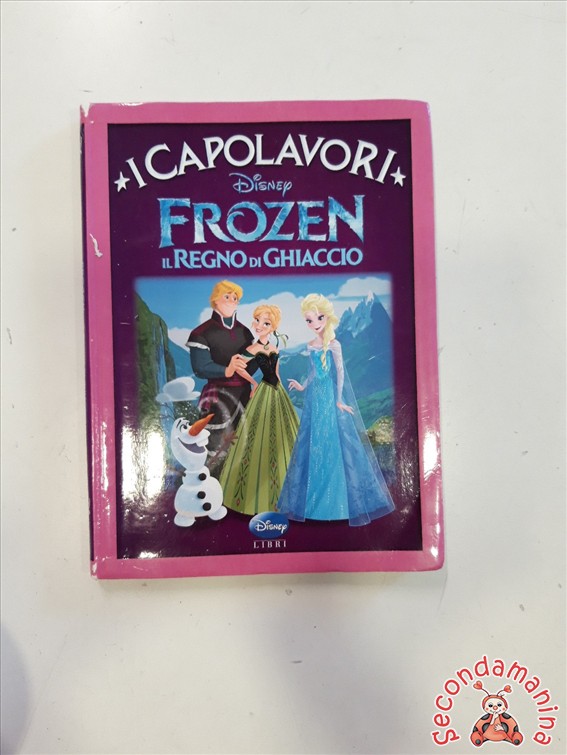 I CAPOLAVORI
Disney
FROZEN
IL REGNO DI GHIACCIO
Disney
LIBRI
Secondamanina